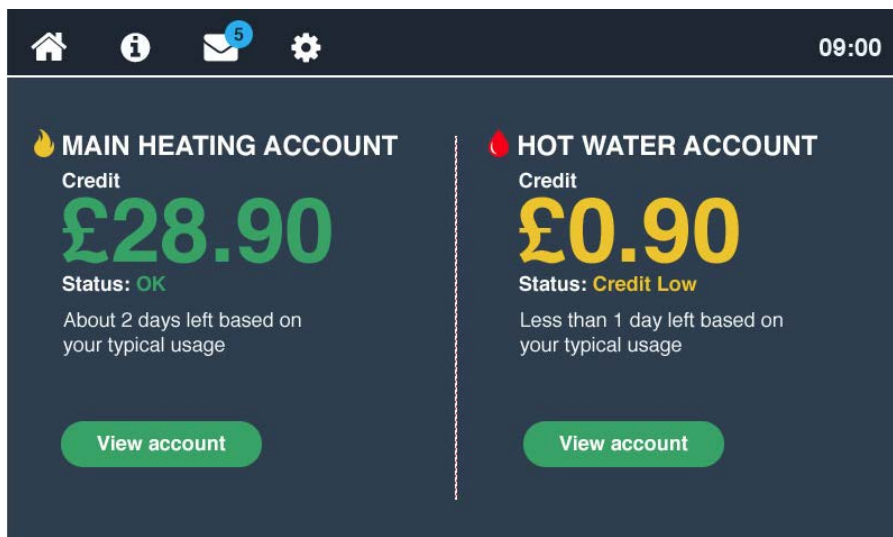 5
09:00
MAIN HEATING ACCOUNT
Credit
£28.90
Status: OK
About 2 days left based on
your typical usage
View account
HOT WATER ACCOUNT
Credit
£0.90
Status: Credit Low
Less than 1 day left based on
your typical usage
View account